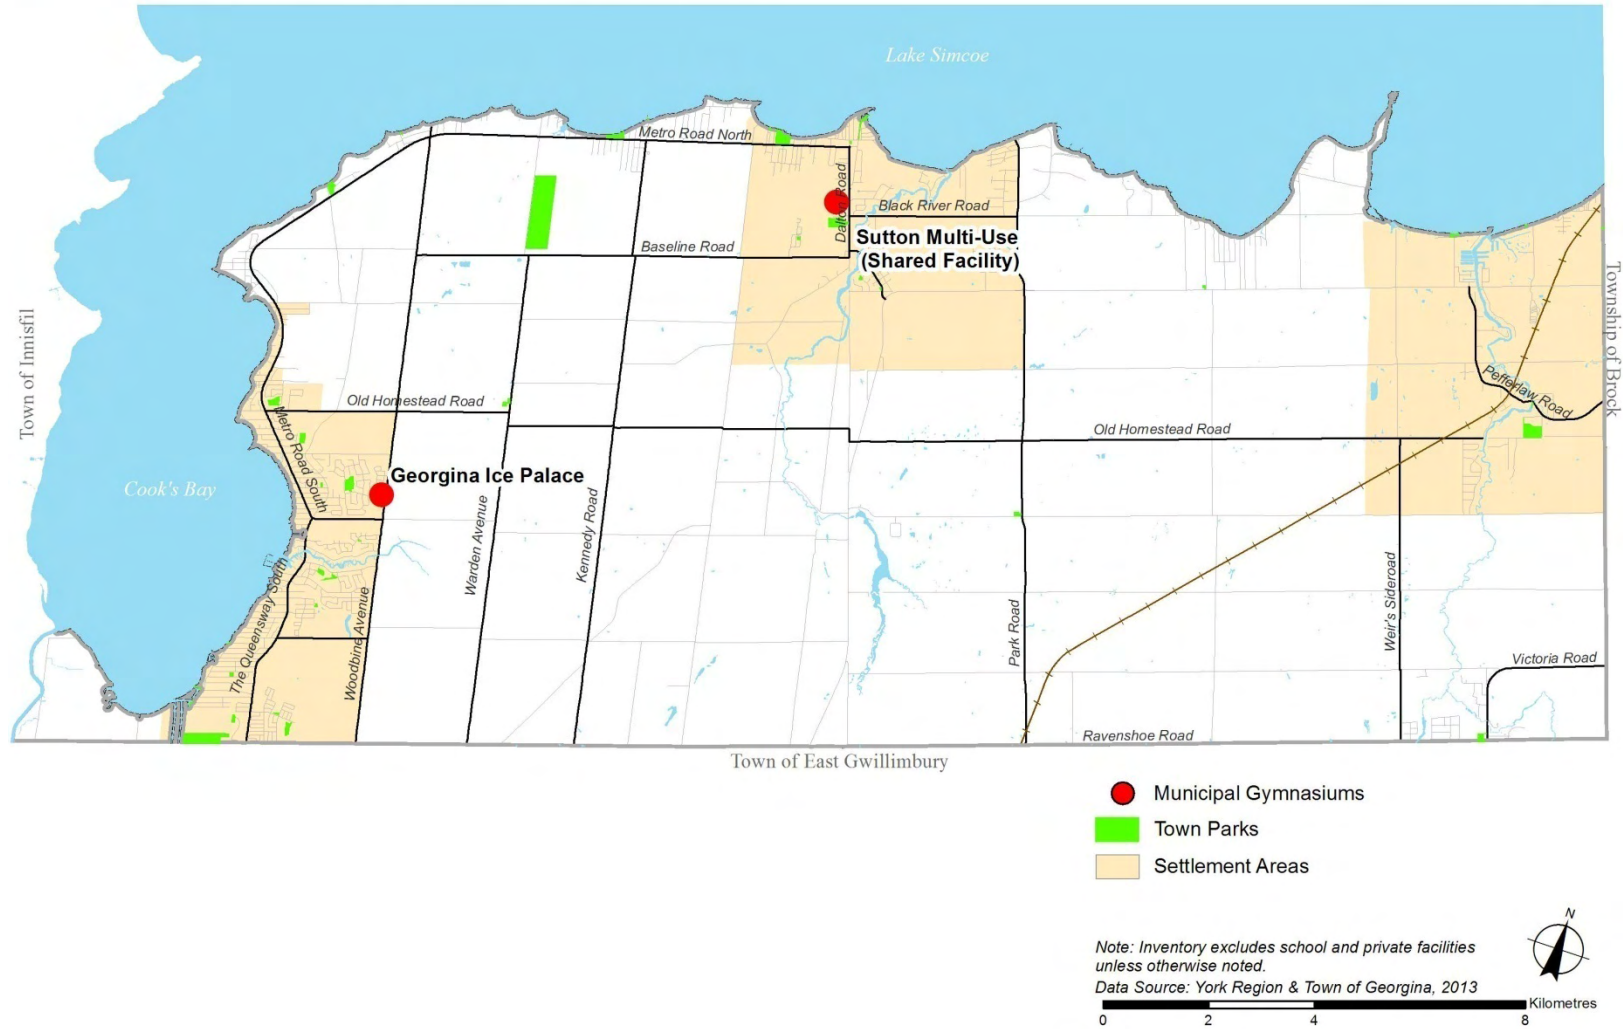 Lake Simcoe
Metro Road North
Dalton Road
Black River Road
Sutton Multi-Use
(Shared Facility)
Baseline Road
Town of Innisfil
Township of Brock
Pefferlaw Road
Old Homestead Road
Old Homestead Road
Metro Road South
Georgina Ice Palace
Cook's Bay
Warden Avenue
Kennedy Road
The Queensway South
Woodbine Avenue
Park Road
Weir's Sideroad
Victoria Road
Ravenshoe Road
Town of East Gwillimbury
Municipal Gymnasiums
Town Parks
Settlement Areas
N
Note: Inventory excludes school and private facilities
unless otherwise noted.
Data Source: York Region & Town of Georgina, 2013
Kilometres
0 2 4 8